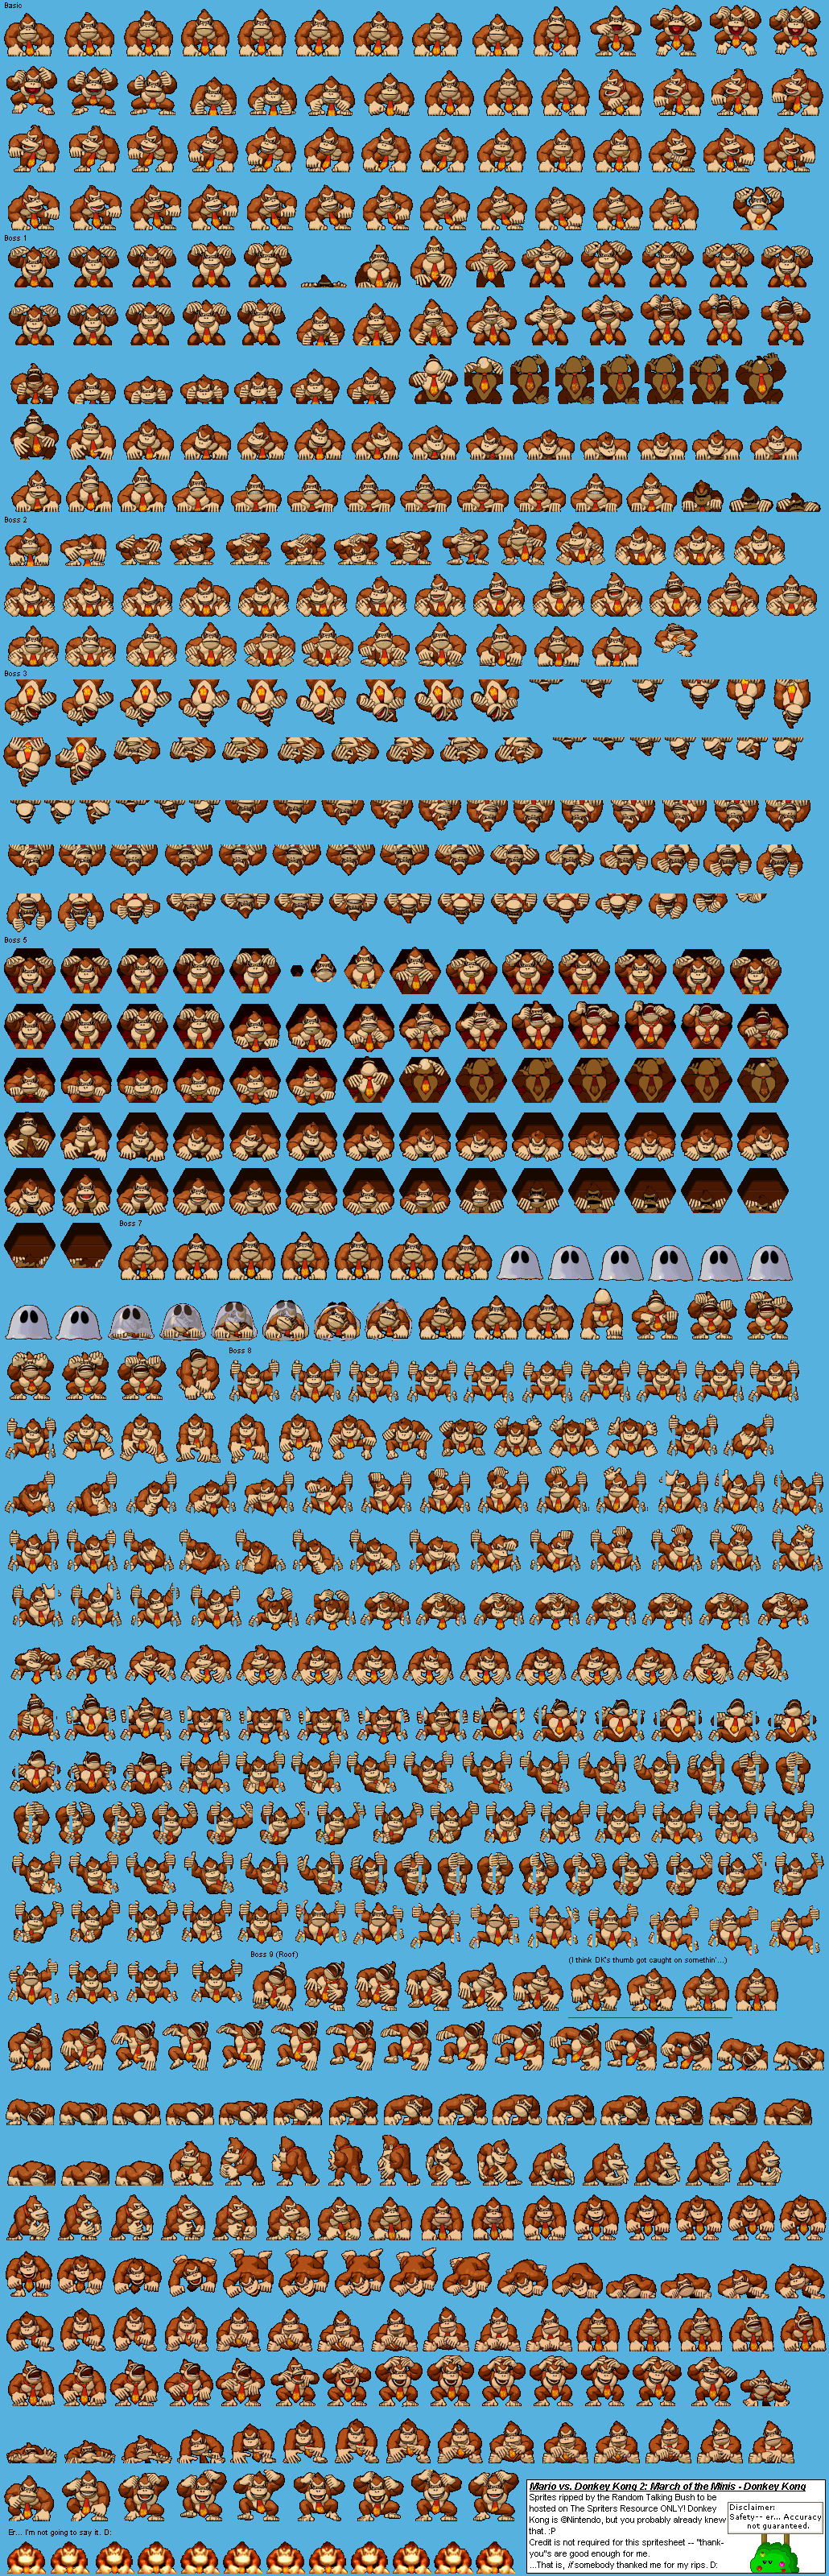 Basic
Boss 1
Boss 2
Boss 3
Boss 5
Boss 7
Boss 8
Boss 9 (Roof)
(I think DK's thumb got caught on somethin'...)
Er... I'm not going to say it. D:
Mario vs. Donkey Kong 2: March of the Minis - Donkey Kong
Sprites ripped by the Random Talking Bush to be
hosted on The Spriters Resource ONLY! Donkey
Kong is @Nintendo, but you probably already knew
that. :P
Credit is not required for this spritesheet -- "thank-
you"s are good enough for me.
...That is, if somebody thanked me for my rips. D:
Disclaimer:
Safety-- er... Accuracy
not guaranteed.